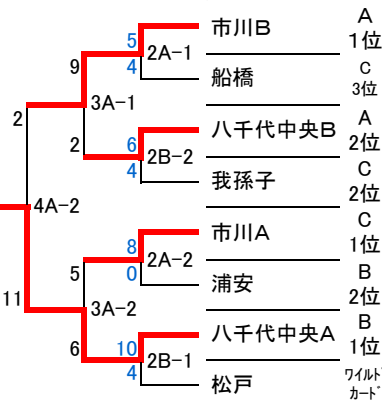 市川B A 1位
5
2A-1
4
船橋 C 3位
9
3A-1
2
八千代中央B A 2位
6
2B-2
4
我孫子 C 2位
2
4A-2
11
市川A C 1位
8
2A-2
0
浦安 B 2位
5
3A-2
6
八千代中央A B 1位
10
2B-1
4
松戸 ワイルド
カード